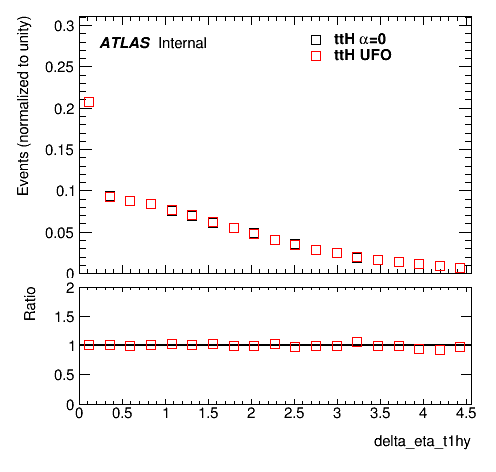 ATLAS Internal
ttH α=0
ttH UFO
Events (normalized to unity)
0.3
0.25
0.2
0.15
0.1
0.05
0
Ratio
2
1.5
1
0.5
0
0 0.5 1 1.5 2 2.5 3 3.5 4 4.5
delta_eta_t1hy